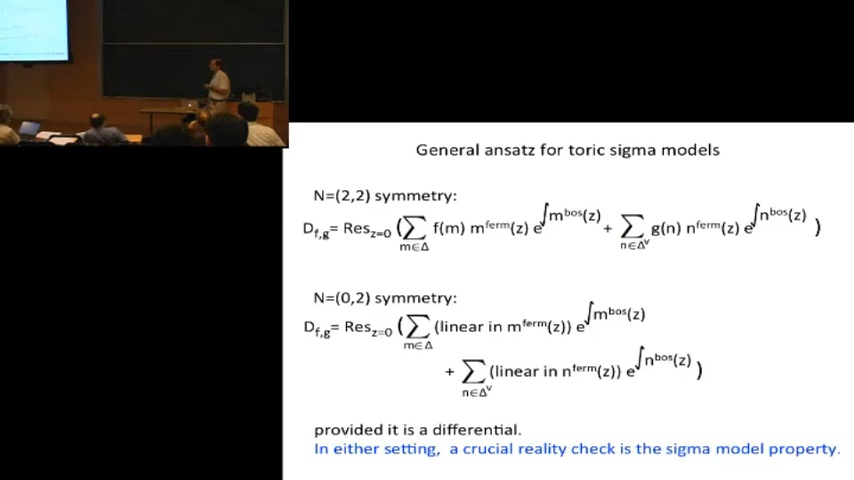 General ansatz for toric sigma models
N=(2,2) symmetry:
D_{f,g}= Res_{z=0} (∑_{m∈Δ} f(m) m^{ferm}(z) e^{∫m^{bos}(z)} + ∑_{n∈Δ^v} g(n) n^{ferm}(z) e^{∫n^{bos}(z)} )
N=(0,2) symmetry:
D_{f,g}= Res_{z=0} (∑_{m∈Δ} (linear in m^{ferm}(z)) e^{∫m^{bos}(z)}
+ ∑_{n∈Δ^v} (linear in n^{ferm}(z)) e^{∫n^{bos}(z)} )
provided it is a differential.
In either setting, a crucial reality check is the sigma model property.